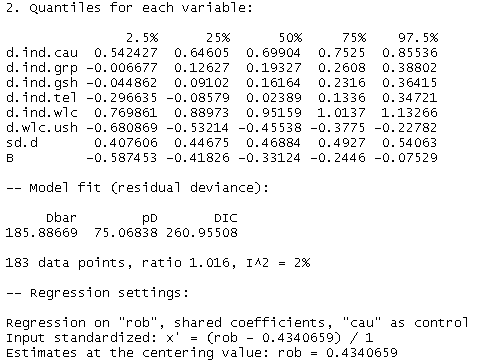 2. Quantiles for each variable:
2.5% 25% 50% 75% 97.5%
d.ind.cau 0.542427 0.64605 0.69904 0.7525 0.85536
d.ind.grp -0.006677 0.12627 0.19327 0.2608 0.38802
d.ind.gsh -0.044862 0.09102 0.16164 0.2316 0.36415
d.ind.tel -0.296635 -0.08579 0.02389 0.1336 0.34721
d.ind.wlc 0.769861 0.88973 0.95159 1.0137 1.13266
d.wlc.ush -0.680869 -0.53214 -0.45538 -0.3775 -0.22782
sd.d 0.407606 0.44675 0.46884 0.4927 0.54063
B -0.587453 -0.41826 -0.33124 -0.2446 -0.07529
-- Model fit (residual deviance):
Dbar pD DIC
185.88669 75.06838 260.95508
183 data points, ratio 1.016, I^2 = 2%
-- Regression settings:
Regression on "rob", shared coefficients, "cau" as control
Input standardized: x' = (rob - 0.4340659) / 1
Estimates at the centering value: rob = 0.4340659